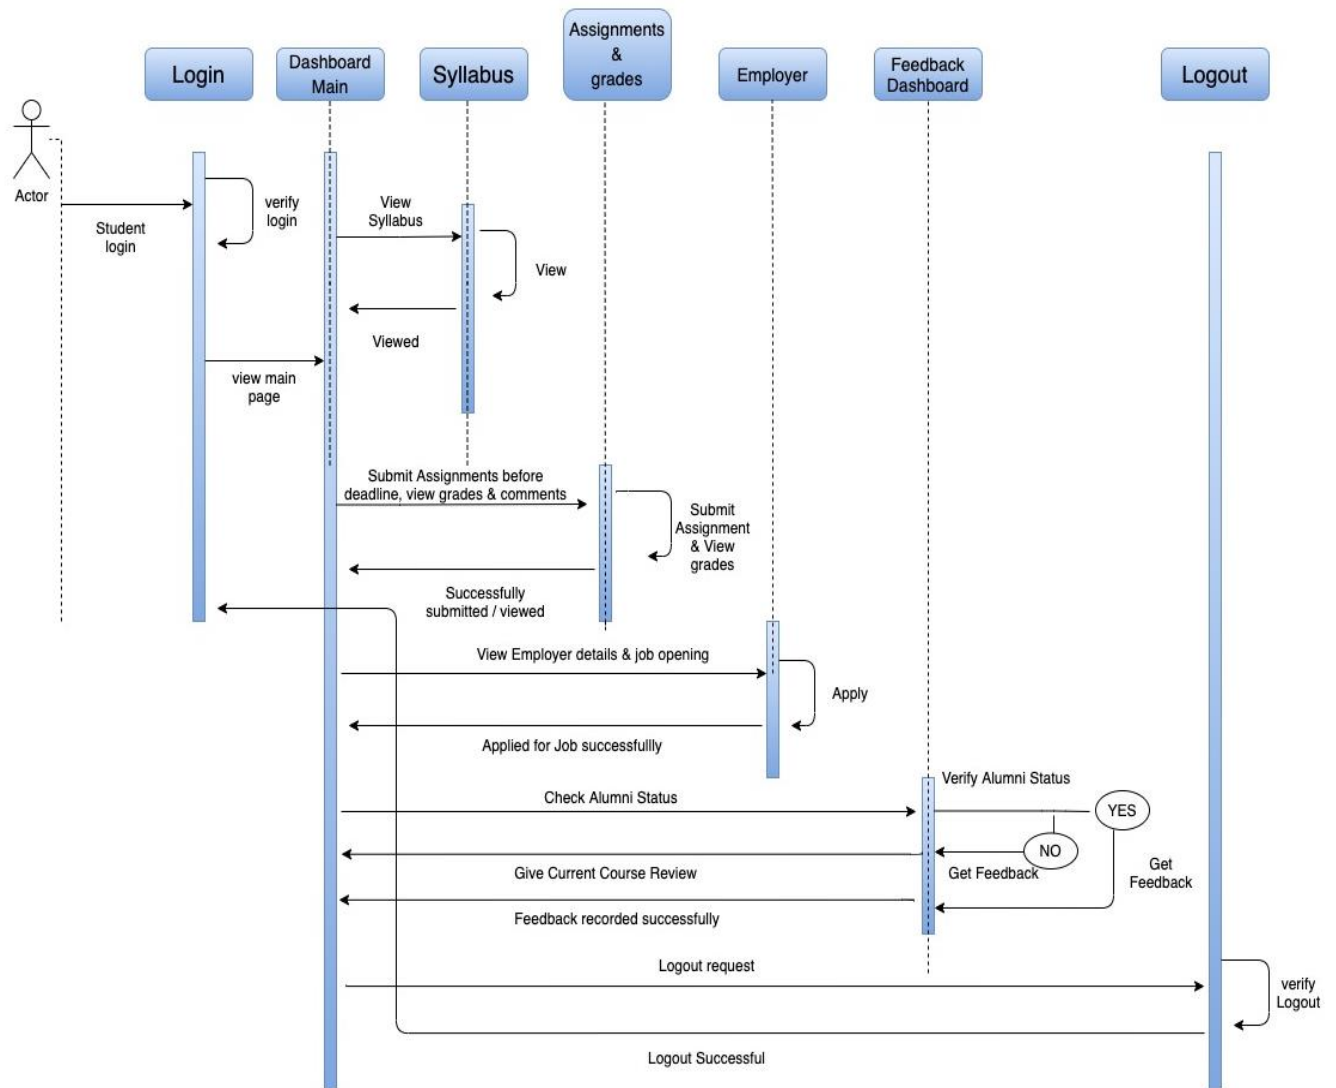 Assignments
&
grades
Login
Dashboard
Main
Syllabus
Employer
Feedback
Dashboard
Logout
Actor
Student
login
verify
login
View
Syllabus
View
Viewed
view main
page
Submit Assignments before
deadline, view grades & comments
Submit
Assignment
& View
grades
Successfully
submitted / viewed
View Employer details & job opening
Apply
Applied for Job successfullly
Verify Alumni Status
Check Alumni Status
YES
NO
Get Feedback
Get
Feedback
Give Current Course Review
Feedback recorded successfully
Logout request
verify
Logout
Logout Successful